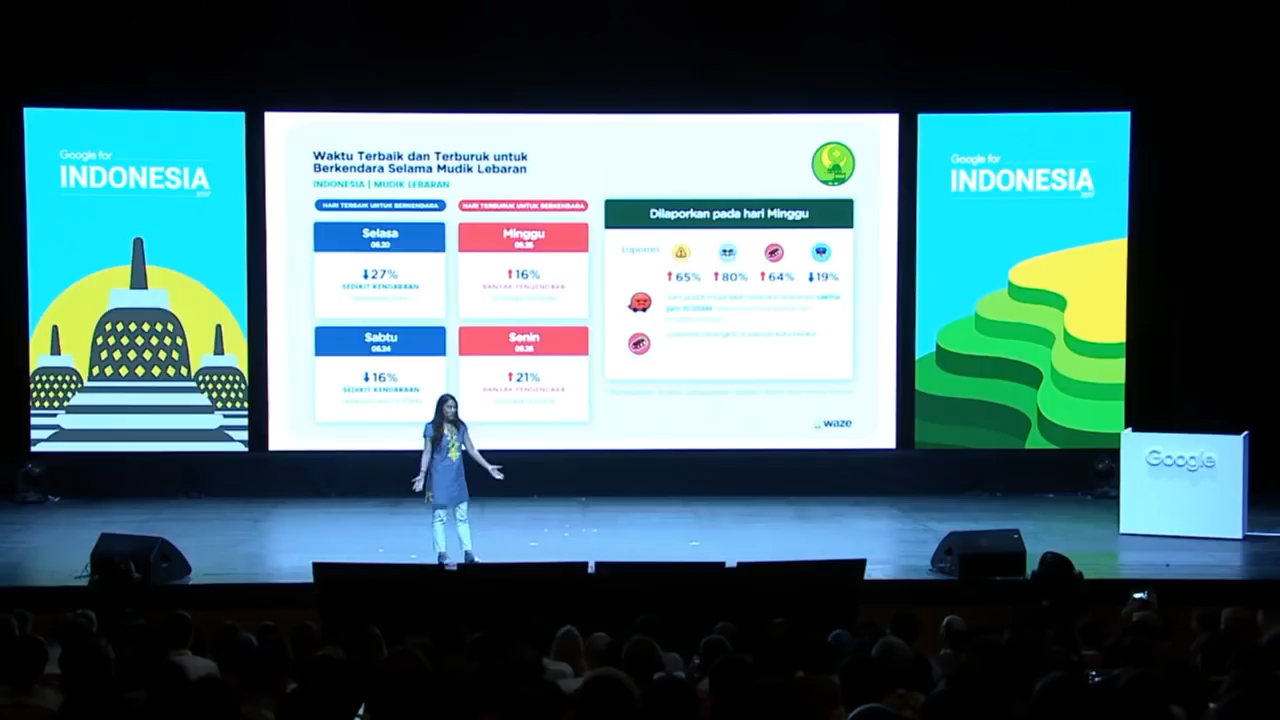 Google for
INDONESIA
2017
Waktu Terbaik dan Terburuk untuk
Berkendara Selama Mudik Lebaran
INDONESIA | MUDIK LEBARAN
HARI TERBAIK UNTUK BERKENDARA
HARI TERBURUK UNTUK BERKENDARA
Selasa
06.20
27%
SEDIKIT KENDARAAN
Minggu
06.25
16%
BANYAK PENGENDARA
Sabtu
06.24
16%
SEDIKIT KENDARAAN
Senin
06.26
21%
BANYAK PENGENDARA
Dilaporkan pada hari Minggu
Laporan
65% 80% 64% 19%
waze
Google for
INDONESIA
2017
Google